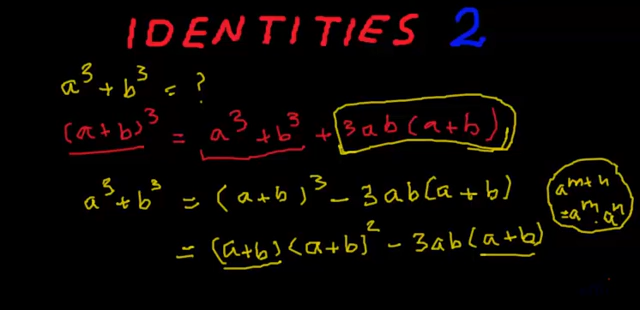 IDENTITIES 2
a³ + b³ = ?
(a+b)³ = a³ + b³ + 3ab(a+b)
a³ + b³ = (a+b)³ - 3ab(a+b)
= (a+b)(a+b)² - 3ab(a+b)
a^m+n
= a^m . a^n